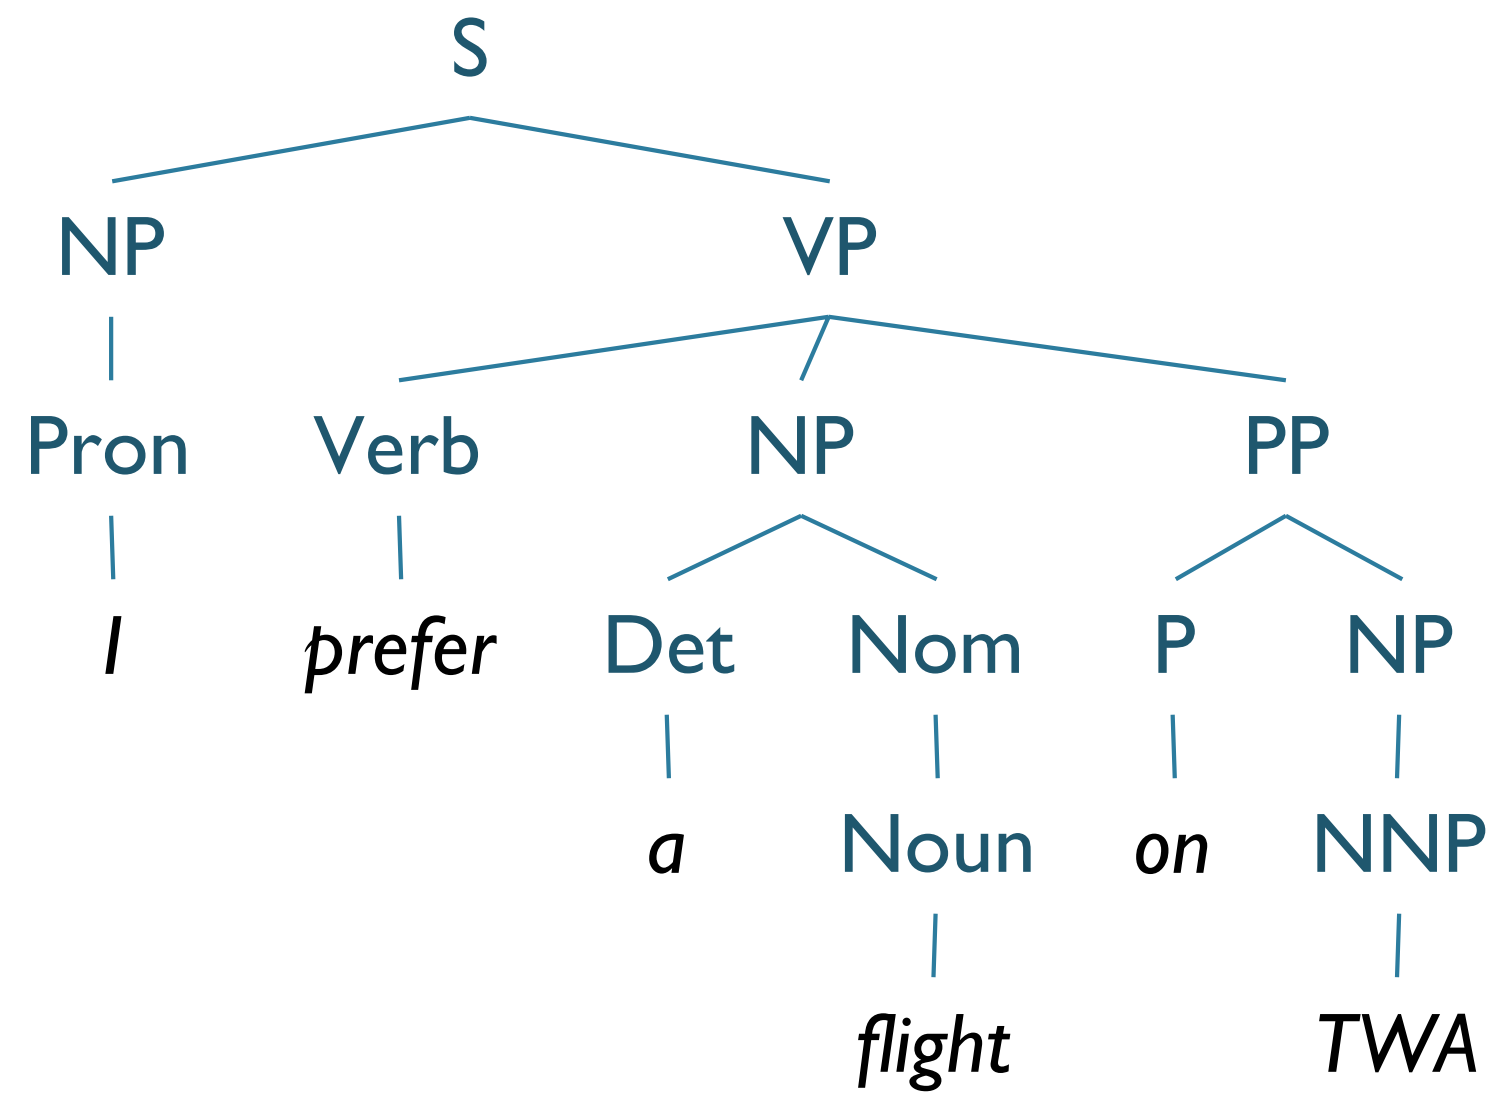 S
NP VP
Pron Verb NP PP
I prefer Det Nom P NP
a Noun on NNP
flight TWA